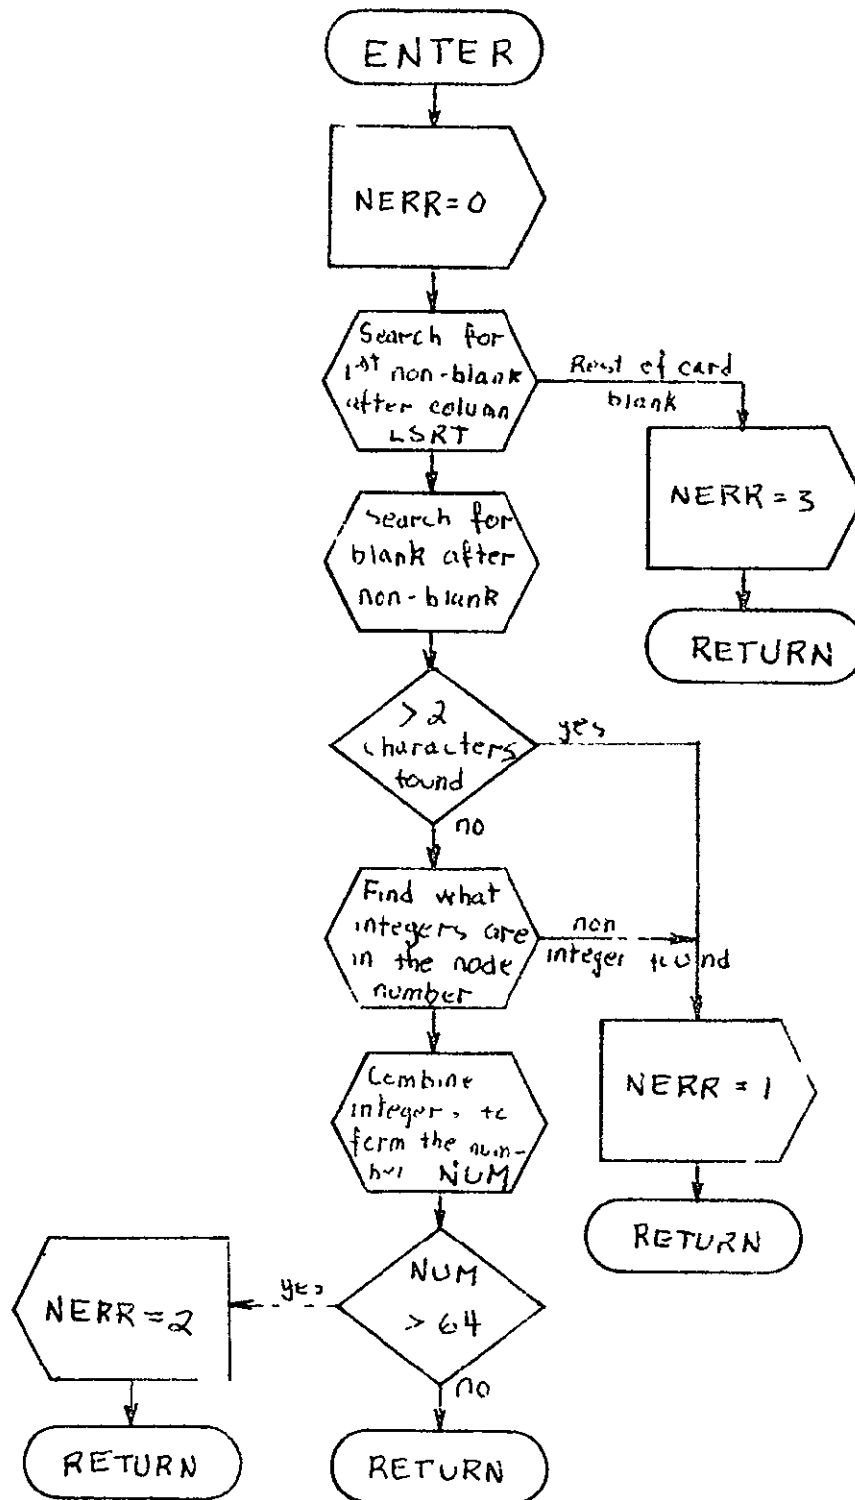 ENTER
NERR=0
Search for
1st non-blank
after column
LSRT
Rest of card
blank
NERR = 3
RETURN
Search for
blank after
non-blank
> 2
characters
found
yes
no
Find what
integers are
in the node
number
non
integer found
NERR = 1
RETURN
Combine
integers to
form the num-
ber NUM
NUM
> 64
yes
NERR = 2
RETURN
no
RETURN